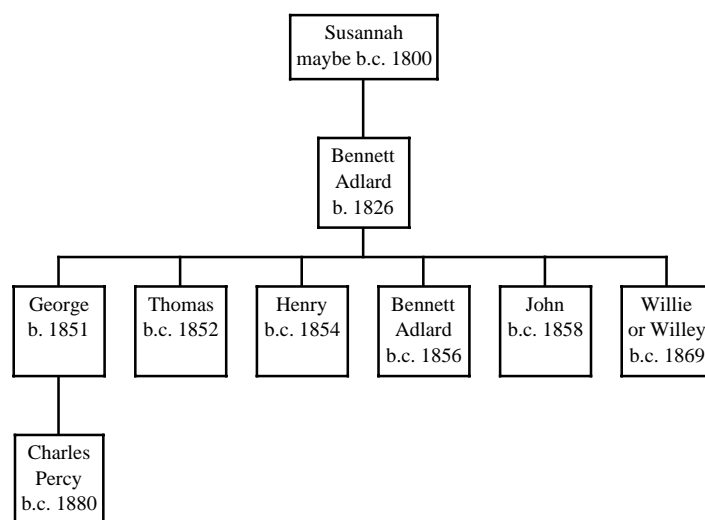 Susannah
maybe b.c. 1800
Bennett
Adlard
b. 1826
George
b. 1851
Thomas
b.c. 1852
Henry
b.c. 1854
Bennett
Adlard
b.c. 1856
John
b.c. 1858
Willie
or Willey
b.c. 1869
Charles
Percy
b.c. 1880